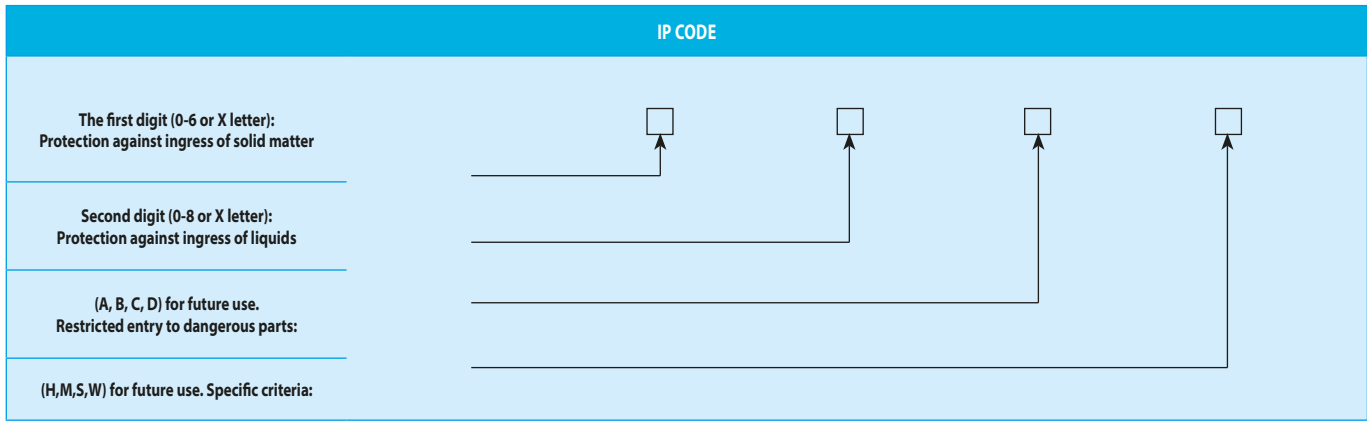 IP CODE
The first digit (0-6 or X letter):
Protection against ingress of solid matter
Second digit (0-8 or X letter):
Protection against ingress of liquids
(A, B, C, D) for future use.
Restricted entry to dangerous parts:
(H,M,S,W) for future use. Specific criteria: